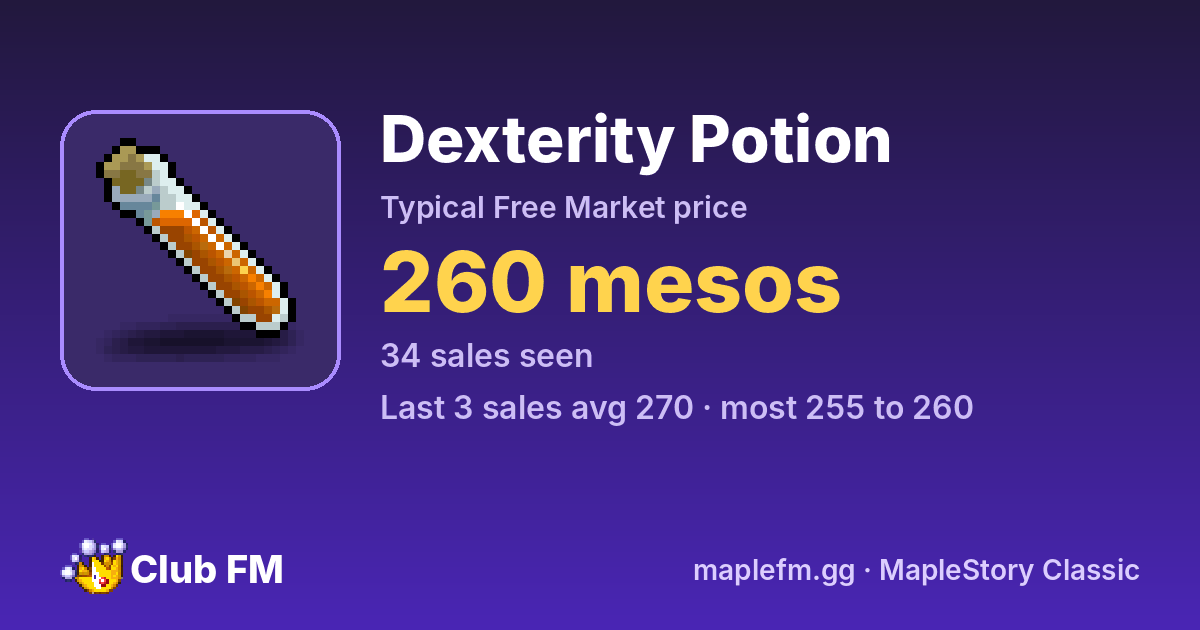 Dexterity Potion
Typical Free Market price
260 mesos
34 sales seen
Last 3 sales avg 270 · most 255 to 260
Club FM
maplefm.gg · MapleStory Classic